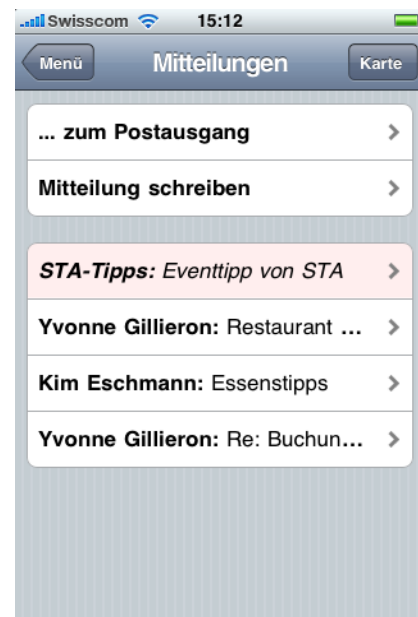 Swisscom 15:12
Menü Mitteilungen Karte
... zum Postausgang
Mitteilung schreiben
STA-Tipps: Eventtipp von STA
Yvonne Gillieron: Restaurant ...
Kim Eschmann: Essenstipps
Yvonne Gillieron: Re: Buchun...